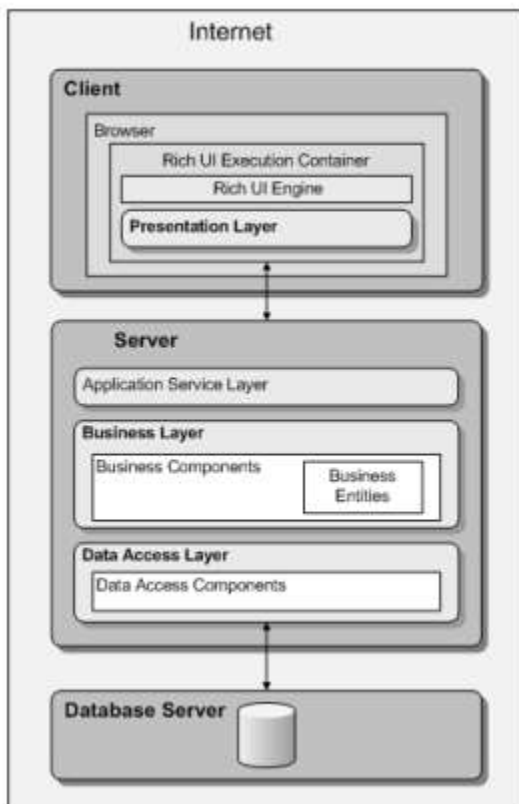 Internet
Client
Browser
Rich UI Execution Container
Rich UI Engine
Presentation Layer
Server
Application Service Layer
Business Layer
Business Components
Business
Entities
Data Access Layer
Data Access Components
Database Server